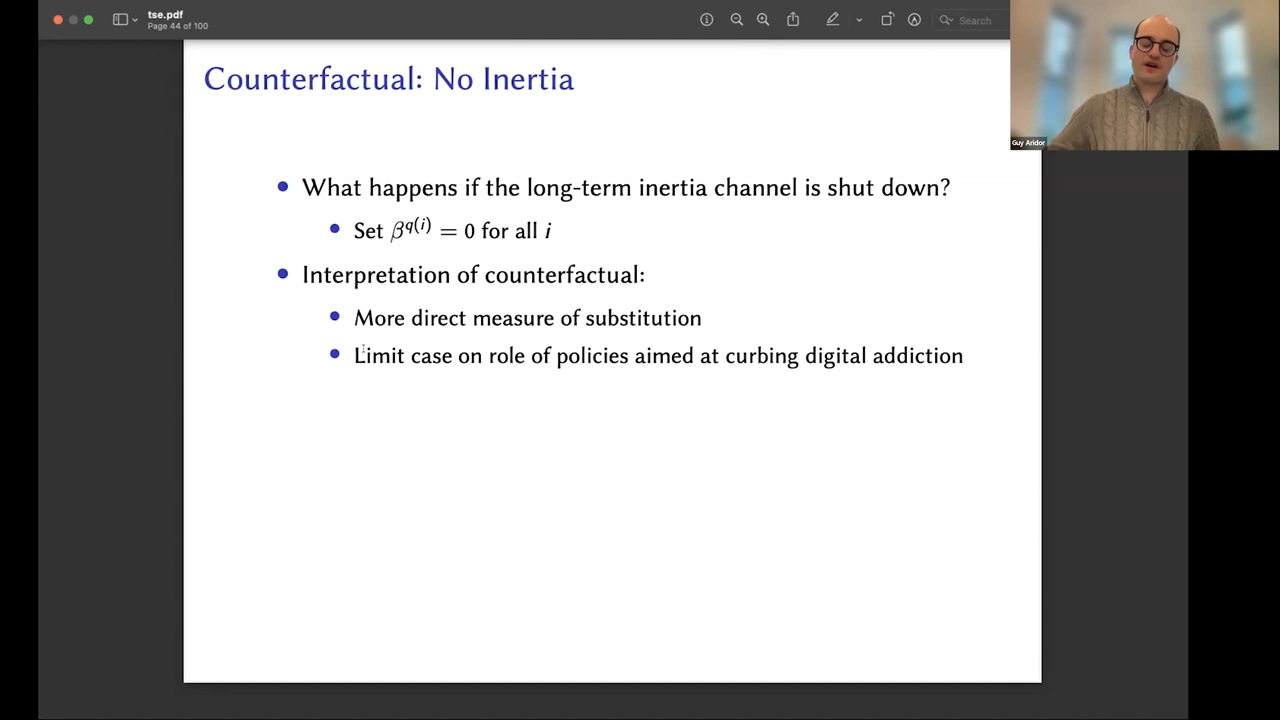 tse.pdf
Page 44 of 100
Search
Guy Aridor
Counterfactual: No Inertia
What happens if the long-term inertia channel is shut down?
Set β^q(i) = 0 for all i
Interpretation of counterfactual:
More direct measure of substitution
Limit case on role of policies aimed at curbing digital addiction